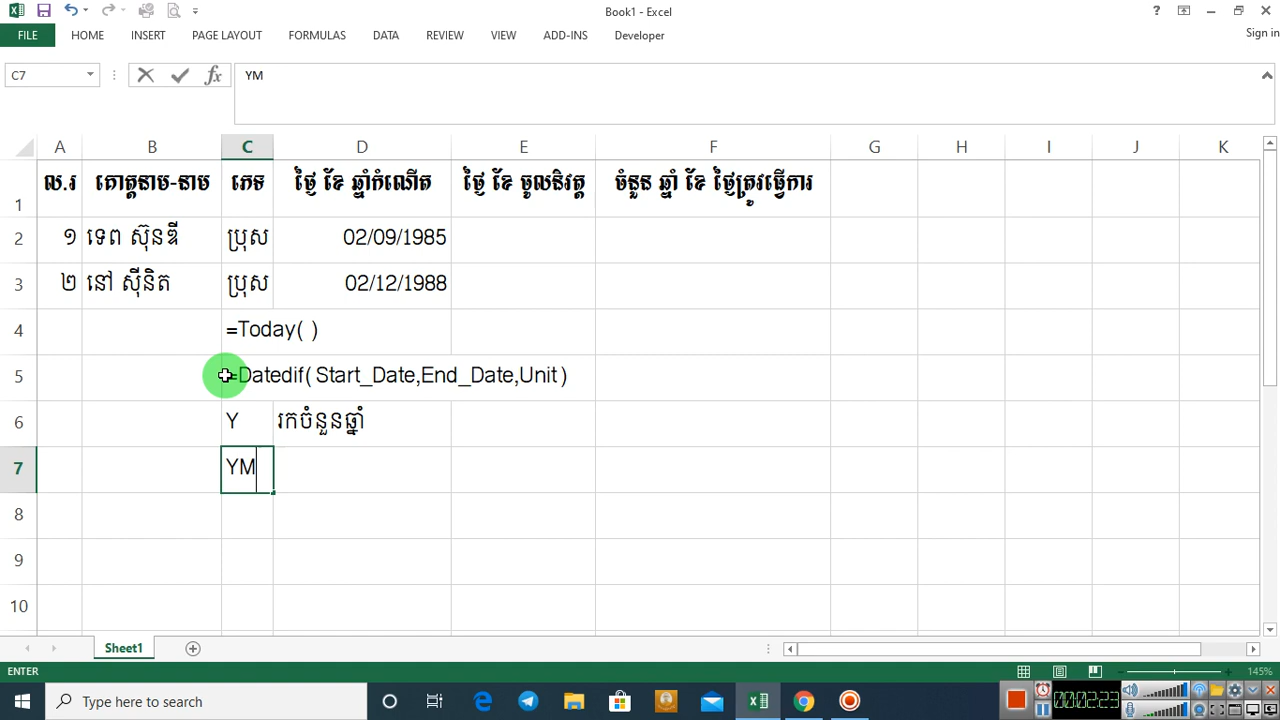 Book1 - Excel
FILE HOME INSERT PAGE LAYOUT FORMULAS DATA REVIEW VIEW ADD-INS Developer Sign in
C7 fx YM
A B C D E F G H I J K
1 ល.រ គោត្តនាម-នាម ភេទ ថ្ងៃ ខែ ឆ្នាំកំណើត ថ្ងៃ ខែ ចូលនិវត្ត ចំនួន ឆ្នាំ ខែ ថ្ងៃត្រូវធ្វើការ
2 ១ ទេព ស៊ុនឌី ប្រុស 02/09/1985
3 ២ នៅ ស៊ីនិត ប្រុស 02/12/1988
4 =Today( )
5 =Datedif( Start_Date,End_Date,Unit )
6 Y រកចំនួនឆ្នាំ
7 YM
8
9
10
Sheet1
ENTER 145%
Type here to search 00:02:23